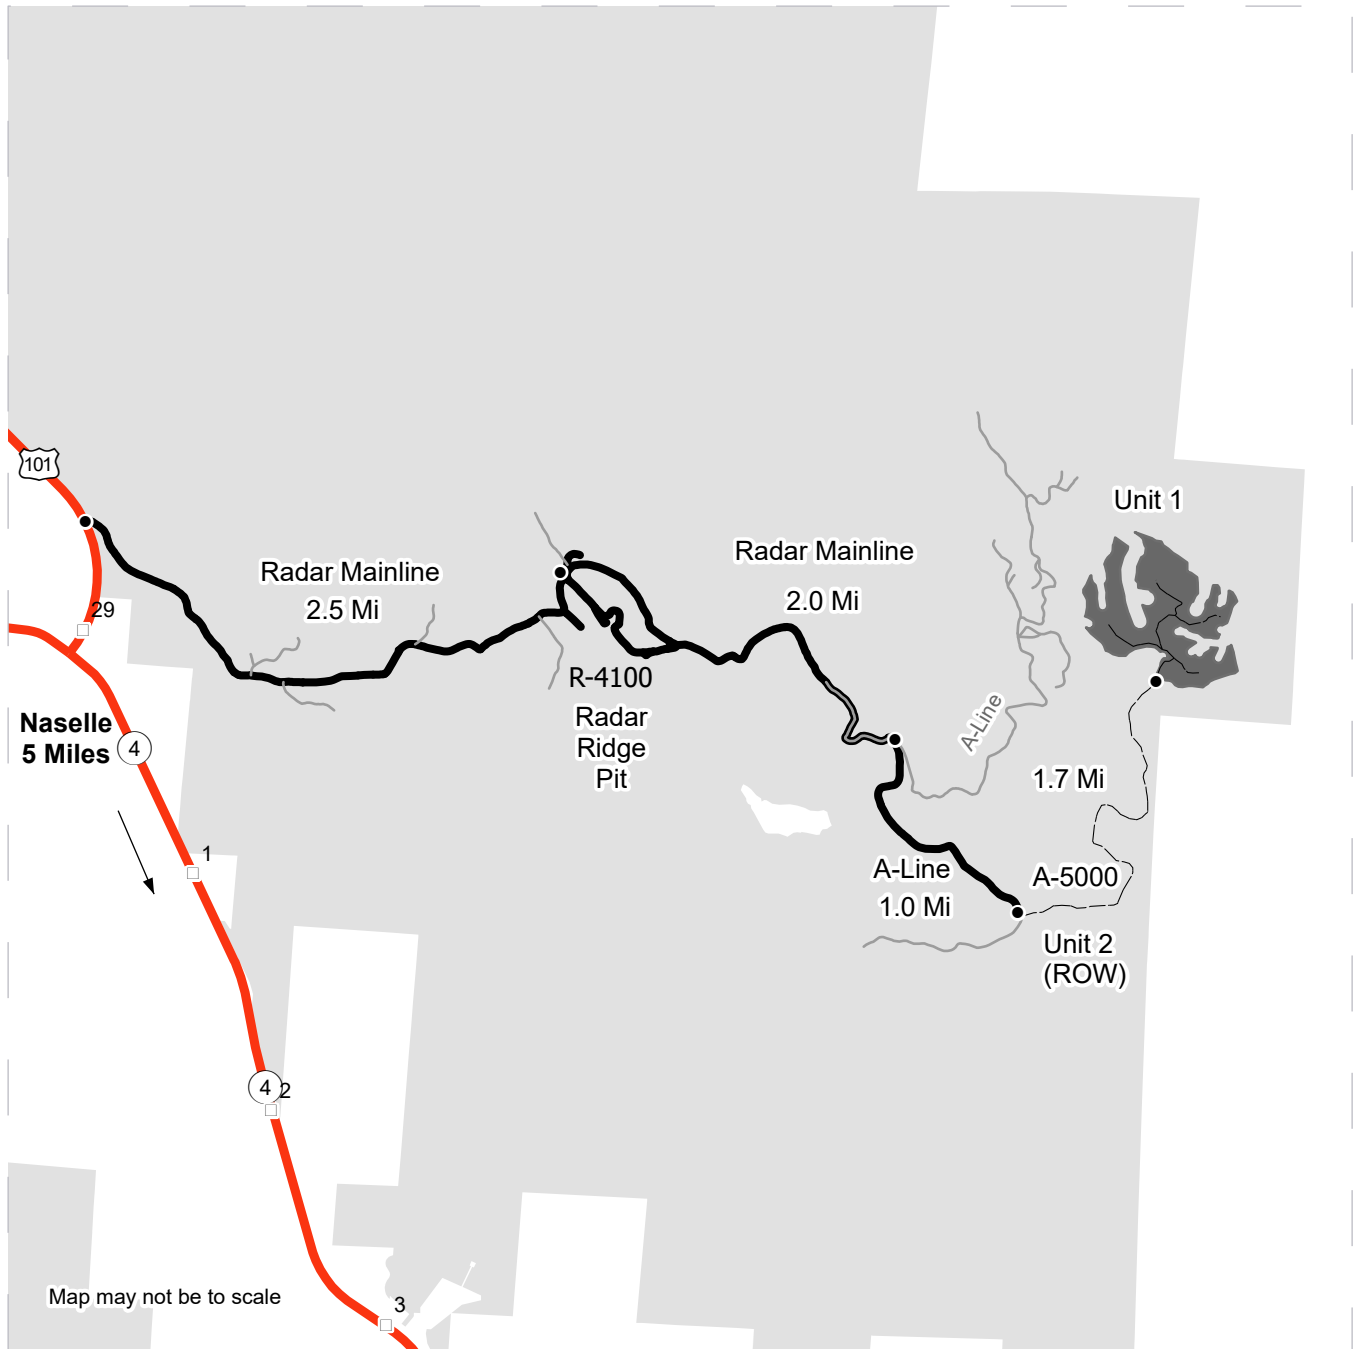 101
Unit 1
Radar Mainline
2.0 Mi
Radar Mainline
2.5 Mi
29
R-4100
Radar
Ridge
Pit
A-Line
Naselle
5 Miles
4
1.7 Mi
1
A-Line
1.0 Mi
A-5000
Unit 2
(ROW)
4
2
Map may not be to scale
3